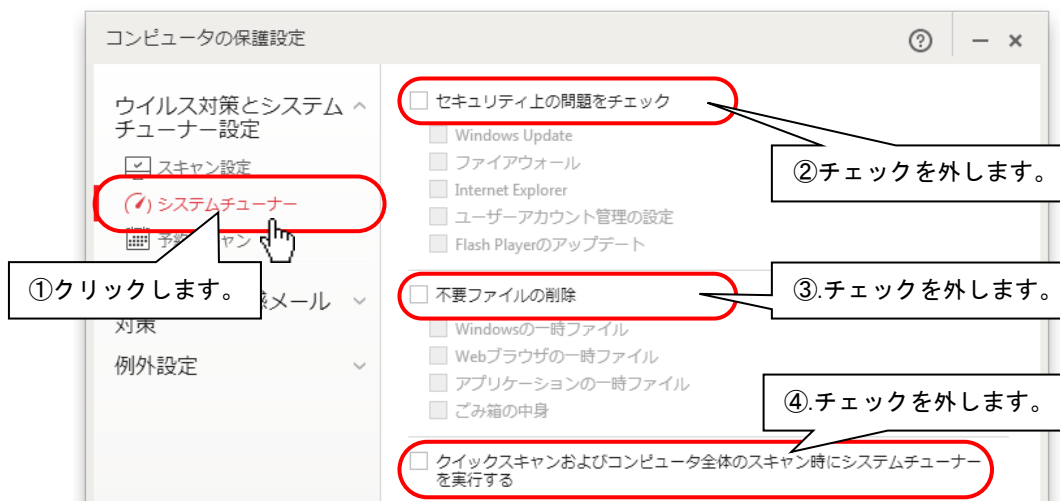 コンピュータの保護設定
ウイルス対策とシステム
チューナー設定
スキャン設定
システムチューナー
①クリックします。
メール
対策
例外設定
セキュリティ上の問題をチェック
Windows Update
ファイアウォール
Internet Explorer
ユーザーアカウント管理の設定
Flash Playerのアップデート
②チェックを外します。
不要ファイルの削除
③.チェックを外します。
Windowsの一時ファイル
Webブラウザの一時ファイル
アプリケーションの一時ファイル
ごみ箱の中身
④.チェックを外します。
クイックスキャンおよびコンピュータ全体のスキャン時にシステムチューナー
を実行する